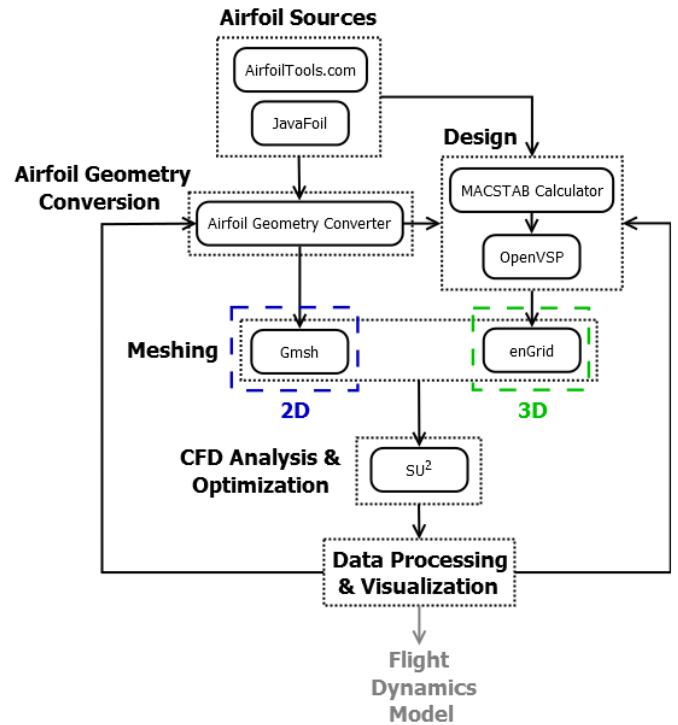 Airfoil Sources
AirfoilTools.com
JavaFoil
Design
Airfoil Geometry
Conversion
MACSTAB Calculator
Airfoil Geometry Converter
OpenVSP
Meshing
Gmsh
enGrid
2D
3D
CFD Analysis &
Optimization
SU²
Data Processing
& Visualization
Flight
Dynamics
Model